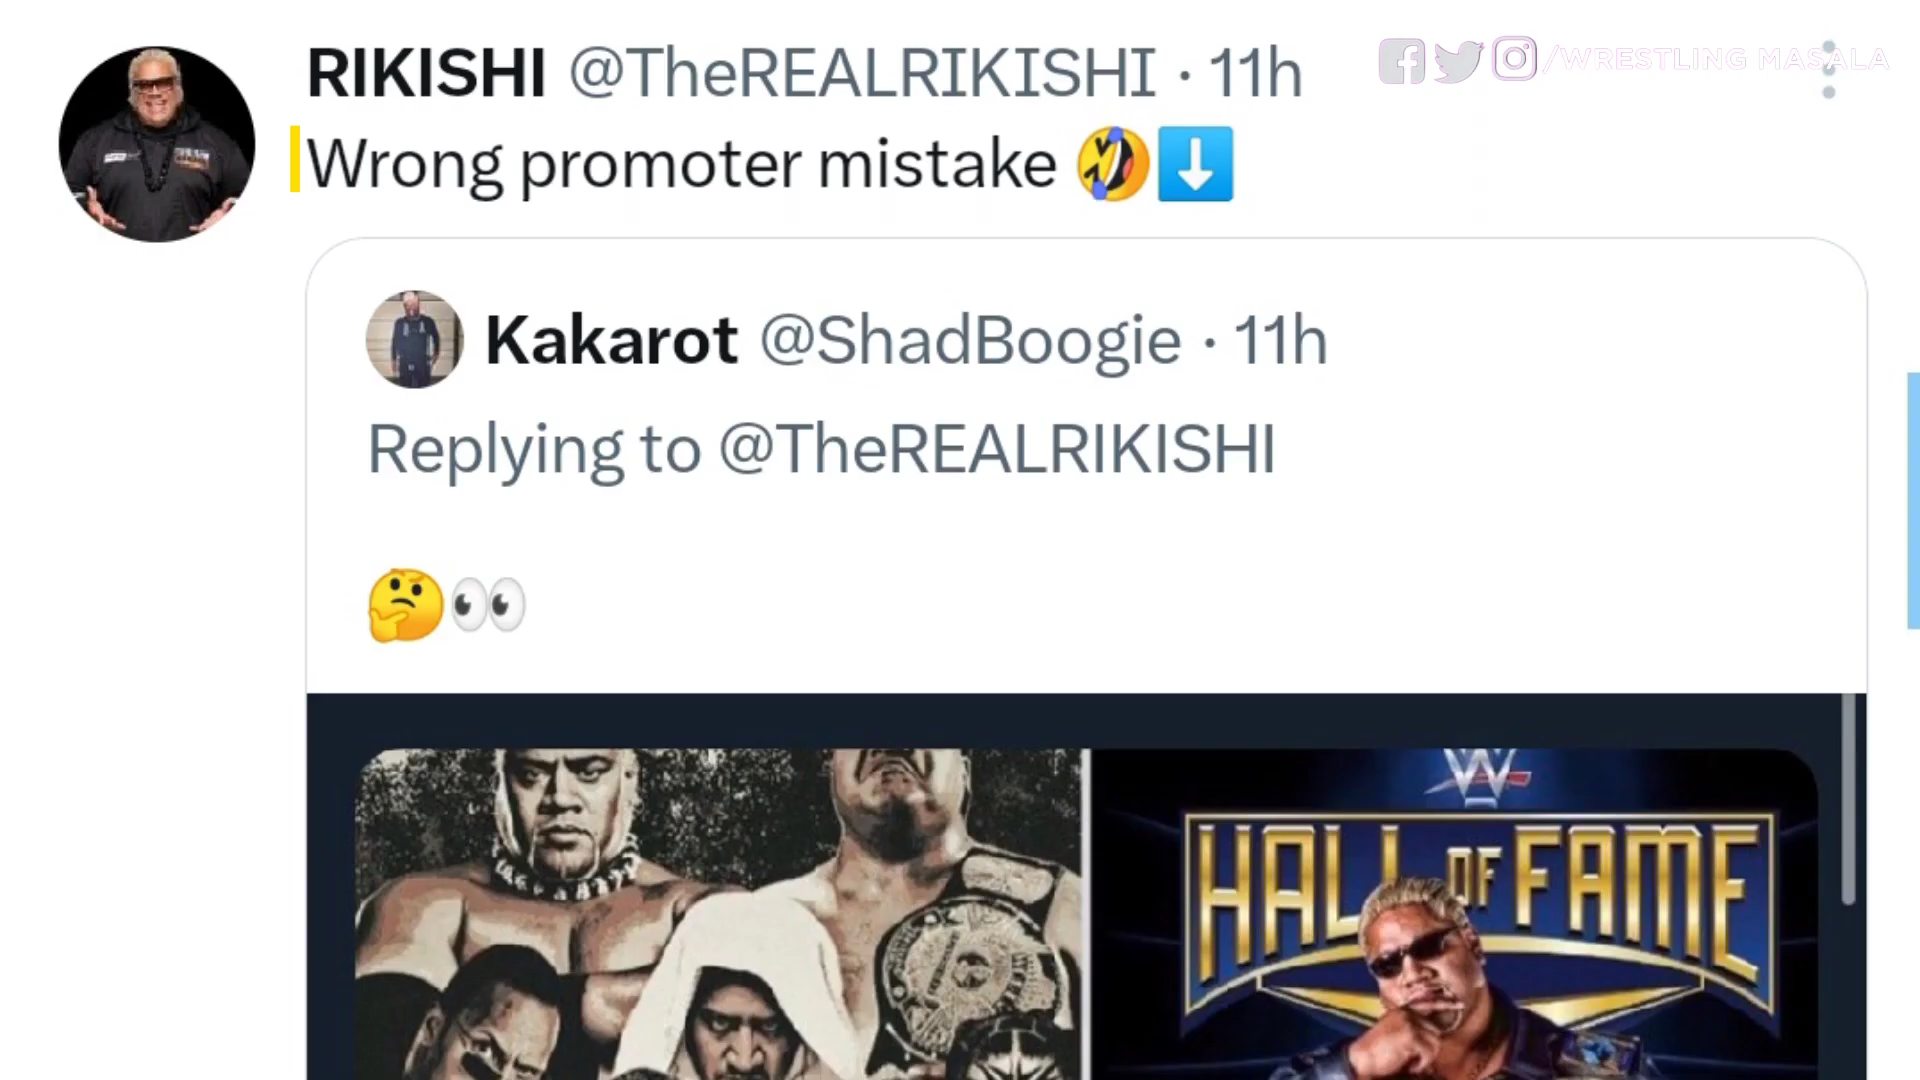 RIKISHI @TheREALRIKISHI · 11h
/WRESTLING MASALA
Wrong promoter mistake 🤣⬇️
Kakarot @ShadBoogie · 11h
Replying to @TheREALRIKISHI
🤔👀
W
HALL OF FAME